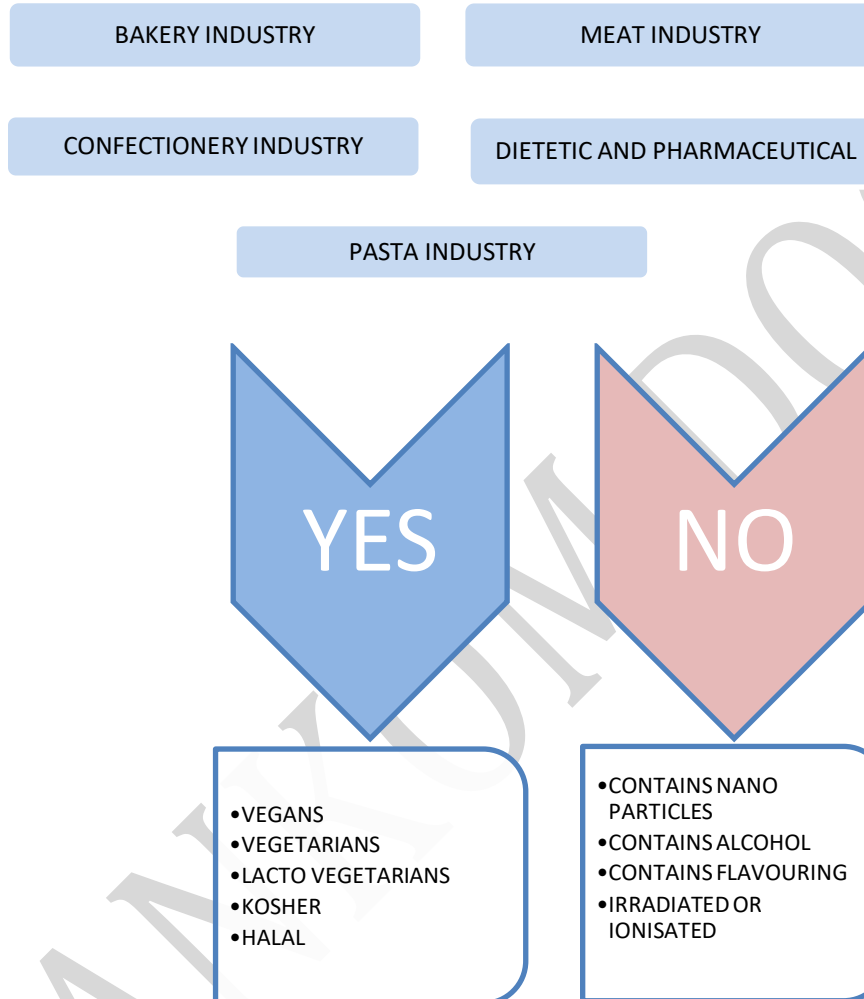 BAKERY INDUSTRY
MEAT INDUSTRY
CONFECTIONERY INDUSTRY
DIETETIC AND PHARMACEUTICAL
PASTA INDUSTRY
YES
NO
•VEGANS
•VEGETARIANS
•LACTO VEGETARIANS
•KOSHER
•HALAL
•CONTAINS NANO
PARTICLES
•CONTAINS ALCOHOL
•CONTAINS FLAVOURING
•IRRADIATED OR
IONISATED